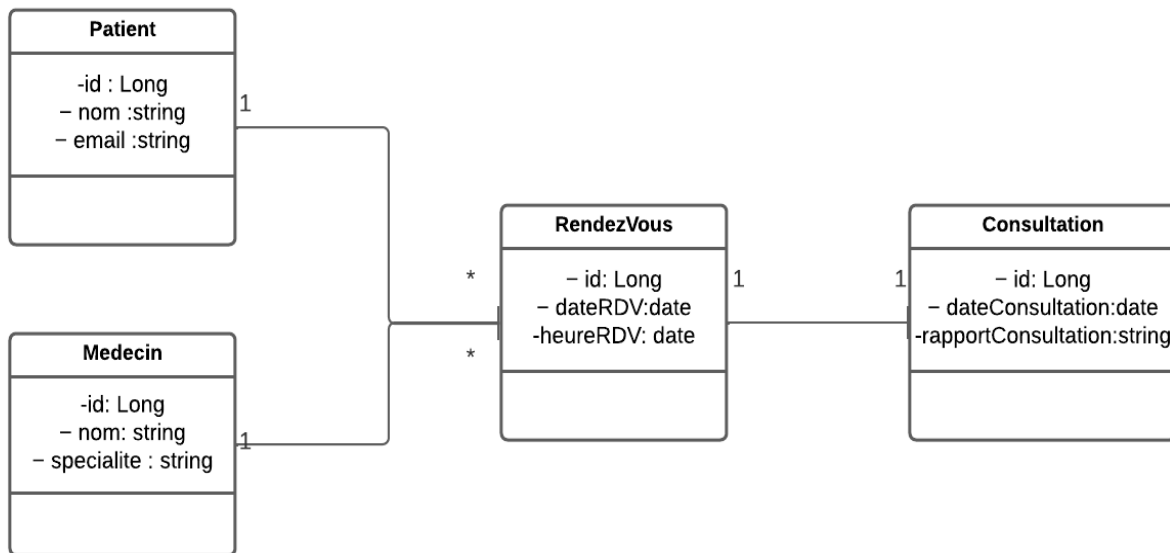 Patient
-id : Long
– nom :string
– email :string
1
Medecin
-id: Long
– nom: string
– specialite : string
1
*
*
RendezVous
– id: Long
– dateRDV:date
-heureRDV: date
1
1
Consultation
– id: Long
– dateConsultation:date
-rapportConsultation:string